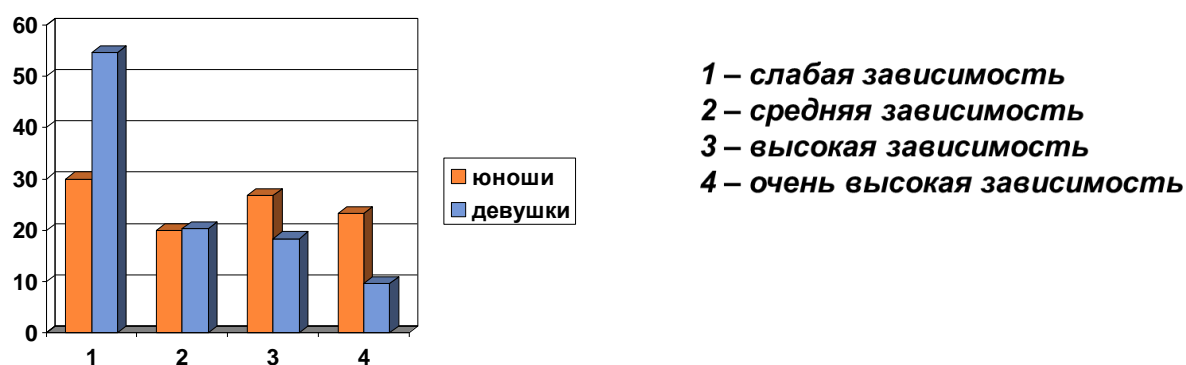 60
50
40
30
20
10
0
1 2 3 4
юноши
девушки
1 – слабая зависимость
2 – средняя зависимость
3 – высокая зависимость
4 – очень высокая зависимость